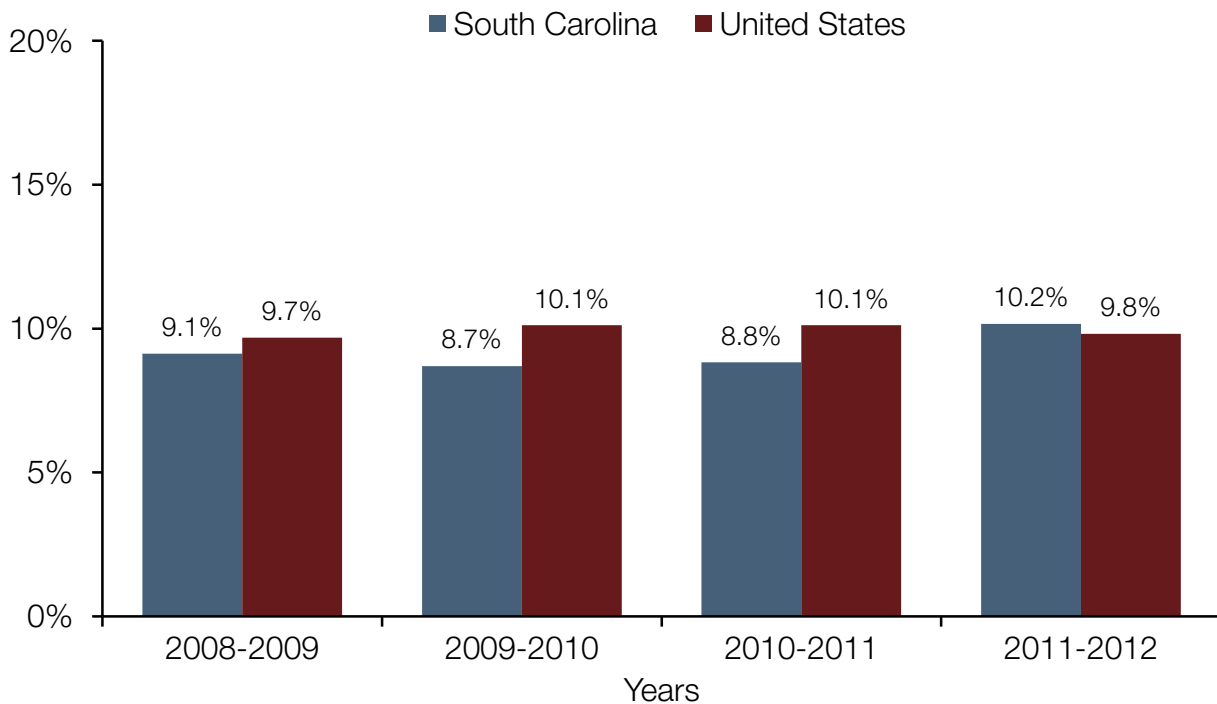 South Carolina United States
20%
15%
10%
5%
0%
9.1% 9.7% 8.7% 10.1% 8.8% 10.1% 10.2% 9.8%
2008-2009 2009-2010 2010-2011 2011-2012
Years